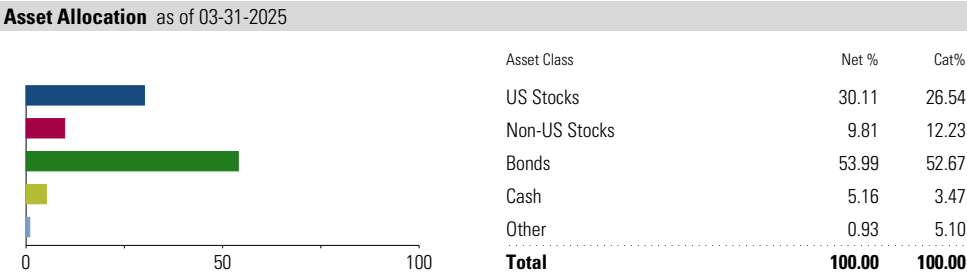 Asset Allocation as of 03-31-2025
Asset Class Net % Cat%
US Stocks 30.11 26.54
Non-US Stocks 9.81 12.23
Bonds 53.99 52.67
Cash 5.16 3.47
Other 0.93 5.10
Total 100.00 100.00
0 50 100